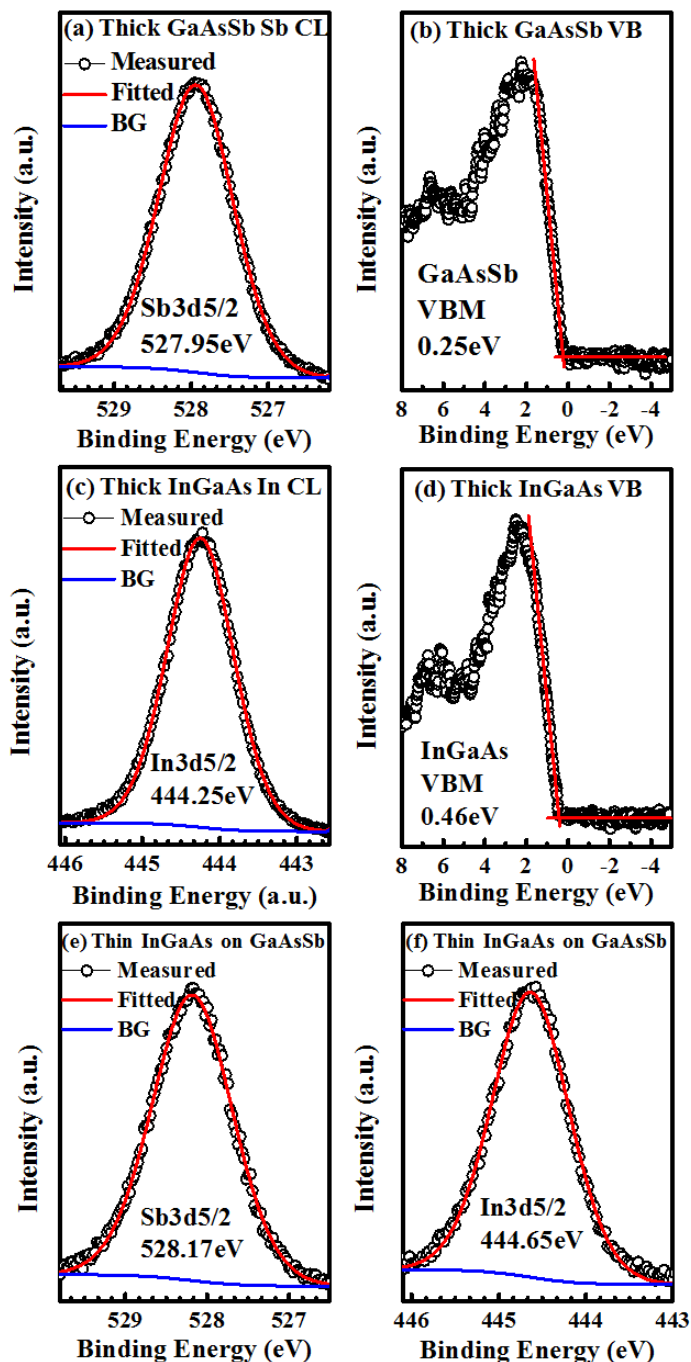 (a) Thick GaAsSb Sb CL
Measured
Fitted
BG
Intensity (a.u.)
Sb3d5/2
527.95eV
529 528 527
Binding Energy (eV)
(b) Thick GaAsSb VB
Intensity (a.u.)
GaAsSb
VBM
0.25eV
8 6 4 2 0 -2 -4
Binding Energy (eV)
(c) Thick InGaAs In CL
Measured
Fitted
BG
Intensity (a.u.)
In3d5/2
444.25eV
446 445 444 443
Binding Energy (a.u.)
(d) Thick InGaAs VB
Intensity (a.u.)
InGaAs
VBM
0.46eV
8 6 4 2 0 -2 -4
Binding Energy (eV)
(e) Thin InGaAs on GaAsSb
Measured
Fitted
BG
Intensity (a.u.)
Sb3d5/2
528.17eV
529 528 527
Binding Energy (eV)
(f) Thin InGaAs on GaAsSb
Measured
Fitted
BG
Intensity (a.u.)
In3d5/2
444.65eV
446 445 444 443
Binding Energy (eV)